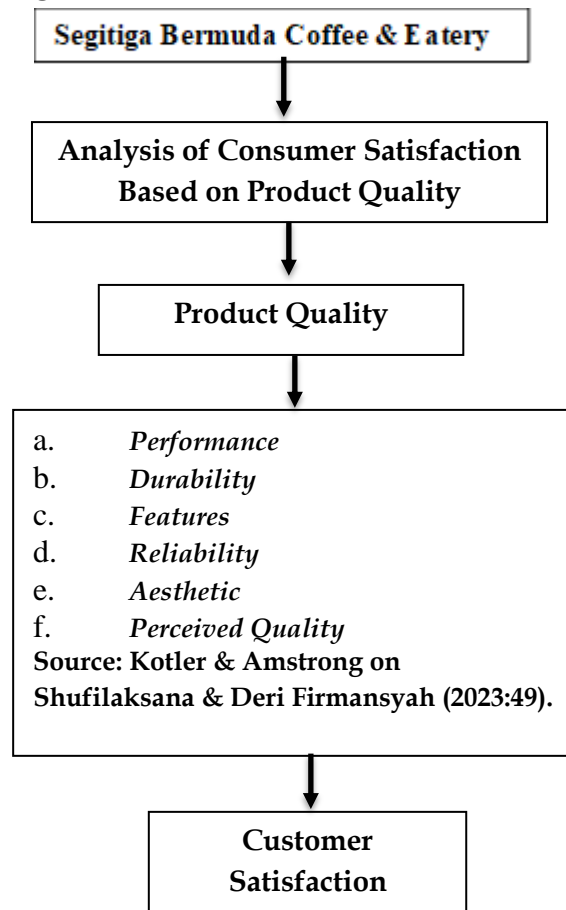 Segitiga Bermuda Coffee & Eatery
Analysis of Consumer Satisfaction
Based on Product Quality
Product Quality
a. Performance
b. Durability
c. Features
d. Reliability
e. Aesthetic
f. Perceived Quality
Source: Kotler & Amstrong on
Shufilaksana & Deri Firmansyah (2023:49).
Customer
Satisfaction